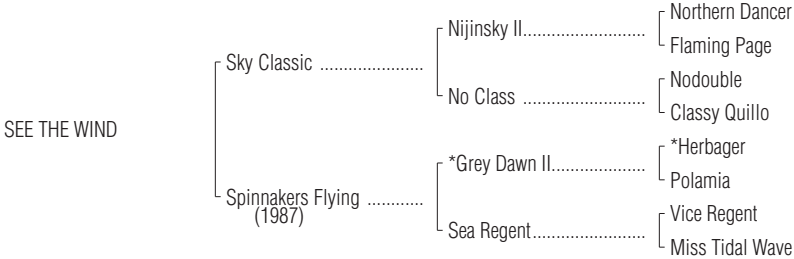 Northern Dancer
Nijinsky II..........................
Flaming Page
Sky Classic ......................
Nodouble
No Class ..........................
Classy Quillo
SEE THE WIND
*Herbager
*Grey Dawn II....................
Polamia
Spinnakers Flying ............
(1987)
Vice Regent
Sea Regent........................
Miss Tidal Wave